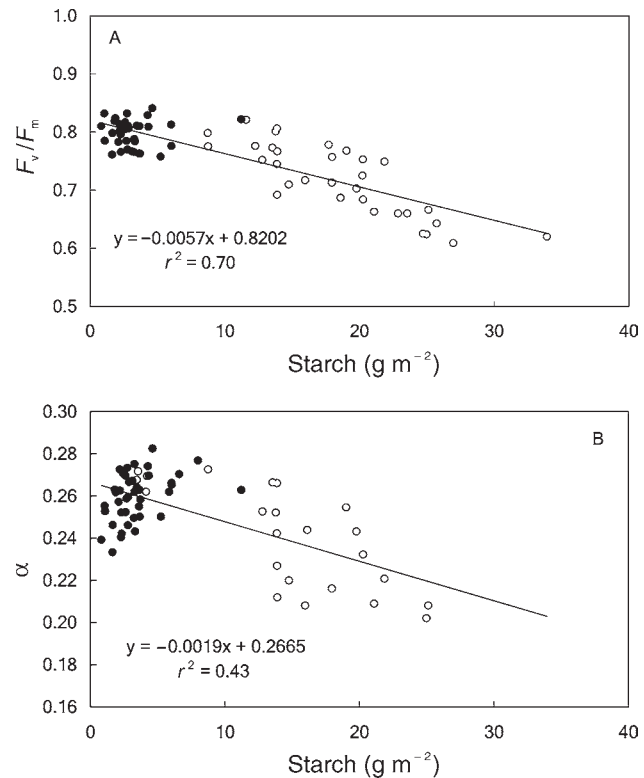 A
1.0
0.9
0.8
0.7
0.6
0.5
Fv/Fm
y = −0.0057x + 0.8202
r² = 0.70
0 10 20 30 40
Starch (g m⁻²)
B
0.30
0.28
0.26
0.24
0.22
0.20
0.18
0.16
α
y = −0.0019x + 0.2665
r² = 0.43
0 10 20 30 40
Starch (g m⁻²)